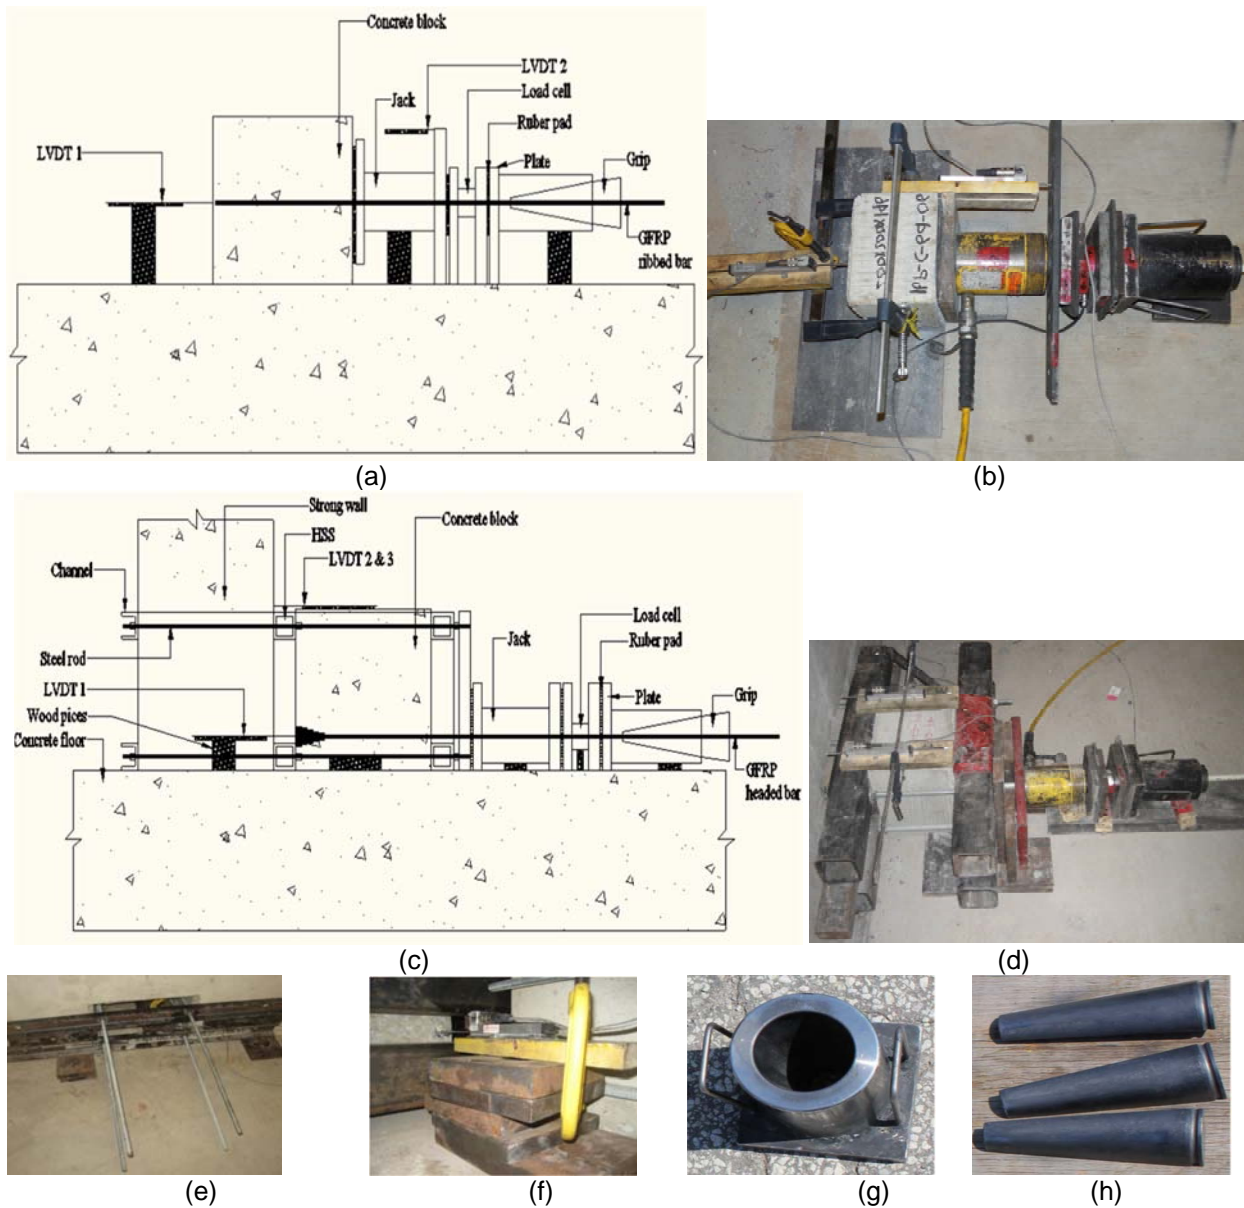 Concrete block
LVDT 2
Load cell
Jack
Ruber pad
Plate
Grip
LVDT 1
GFRP
ribbed bar
(a)
(b)
Strong wall
HSS
Concrete block
LVDT 2 & 3
Channel
Load cell
Jack
Ruber pad
Steel rod
LVDT 1
Plate
Grip
Wood pices
Concrete floor
GFRP
headed bar
(c)
(d)
(e)
(f)
(g)
(h)